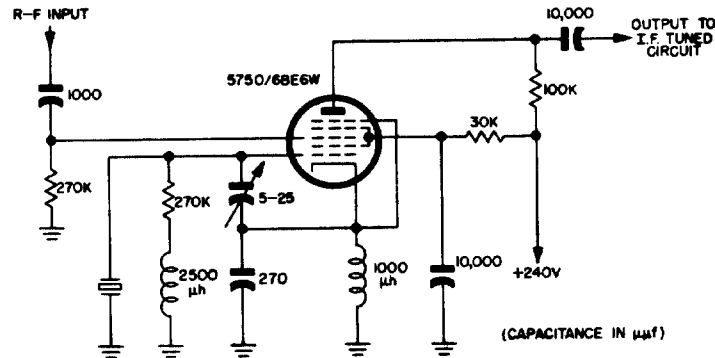 R-F INPUT
10,000
OUTPUT TO
I.F. TUNED
CIRCUIT
5750/6BE6W
1000
100K
30K
270K
270K
5-25
2500
μh
270
1000
μh
10,000
+240V
(CAPACITANCE IN μμf)